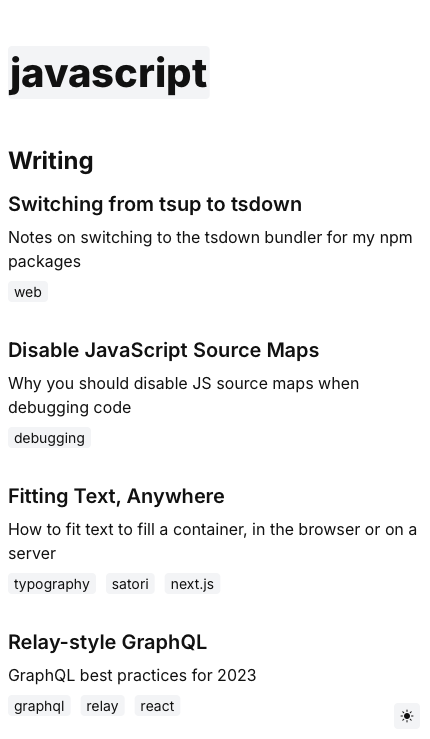 javascript
Writing
Switching from tsup to tsdown
Notes on switching to the tsdown bundler for my npm
packages
web
Disable JavaScript Source Maps
Why you should disable JS source maps when
debugging code
debugging
Fitting Text, Anywhere
How to fit text to fill a container, in the browser or on a
server
typography satori next.js
Relay-style GraphQL
GraphQL best practices for 2023
graphql relay react